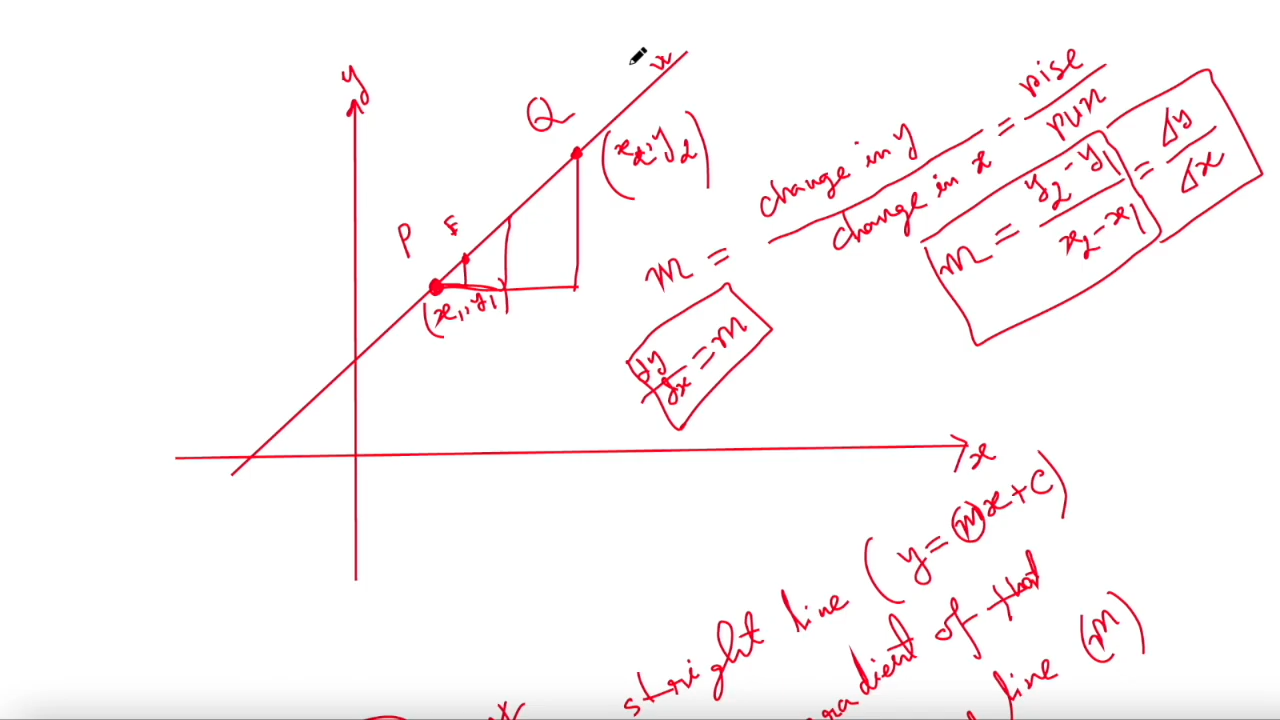 y
Q
(x₂, y₂)
P
(x₁, y₁)
m = change in y / change in x = rise / run
m = y₂ - y₁ / x₂ - x₁ = Δy / Δx
dy / dx = m
x
stright line (y = mx + c)
gradient of that
line (m)